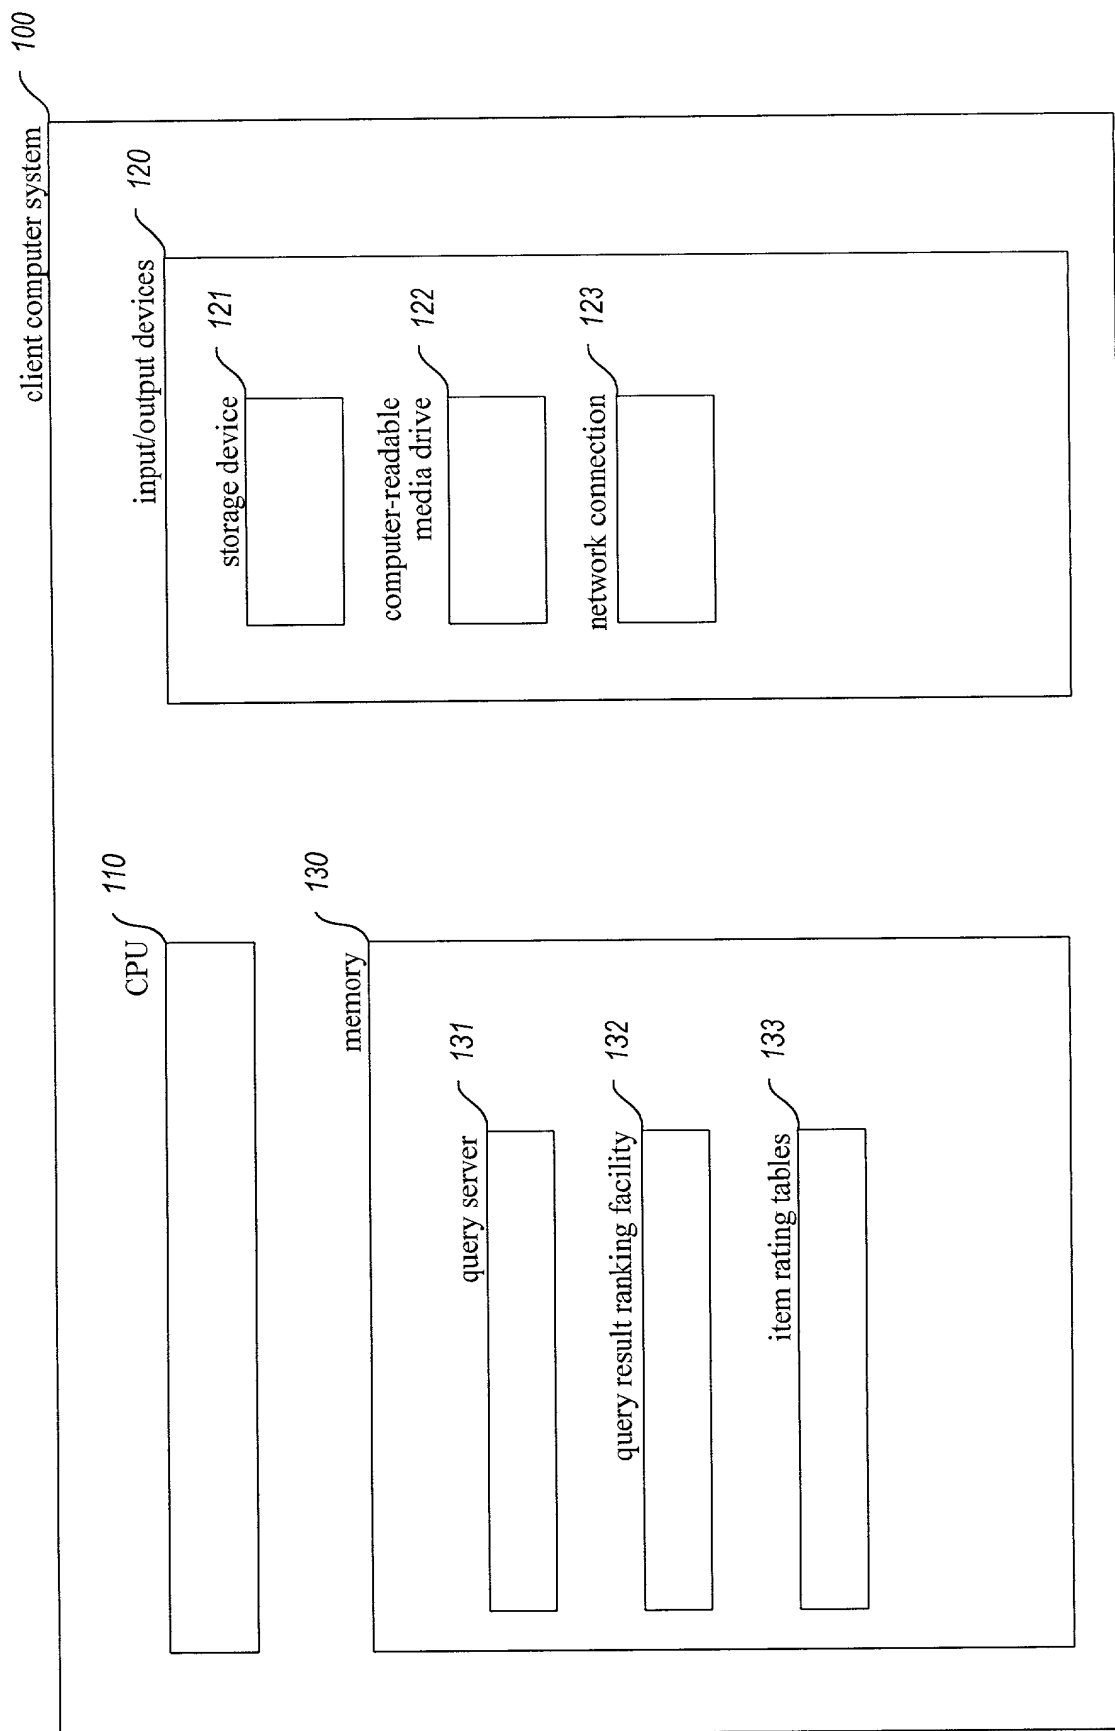 client computer system
100
CPU
110
input/output devices
120
memory
130
storage device
121
computer-readable
media drive
122
network connection
123
query server
131
query result ranking facility
132
item rating tables
133